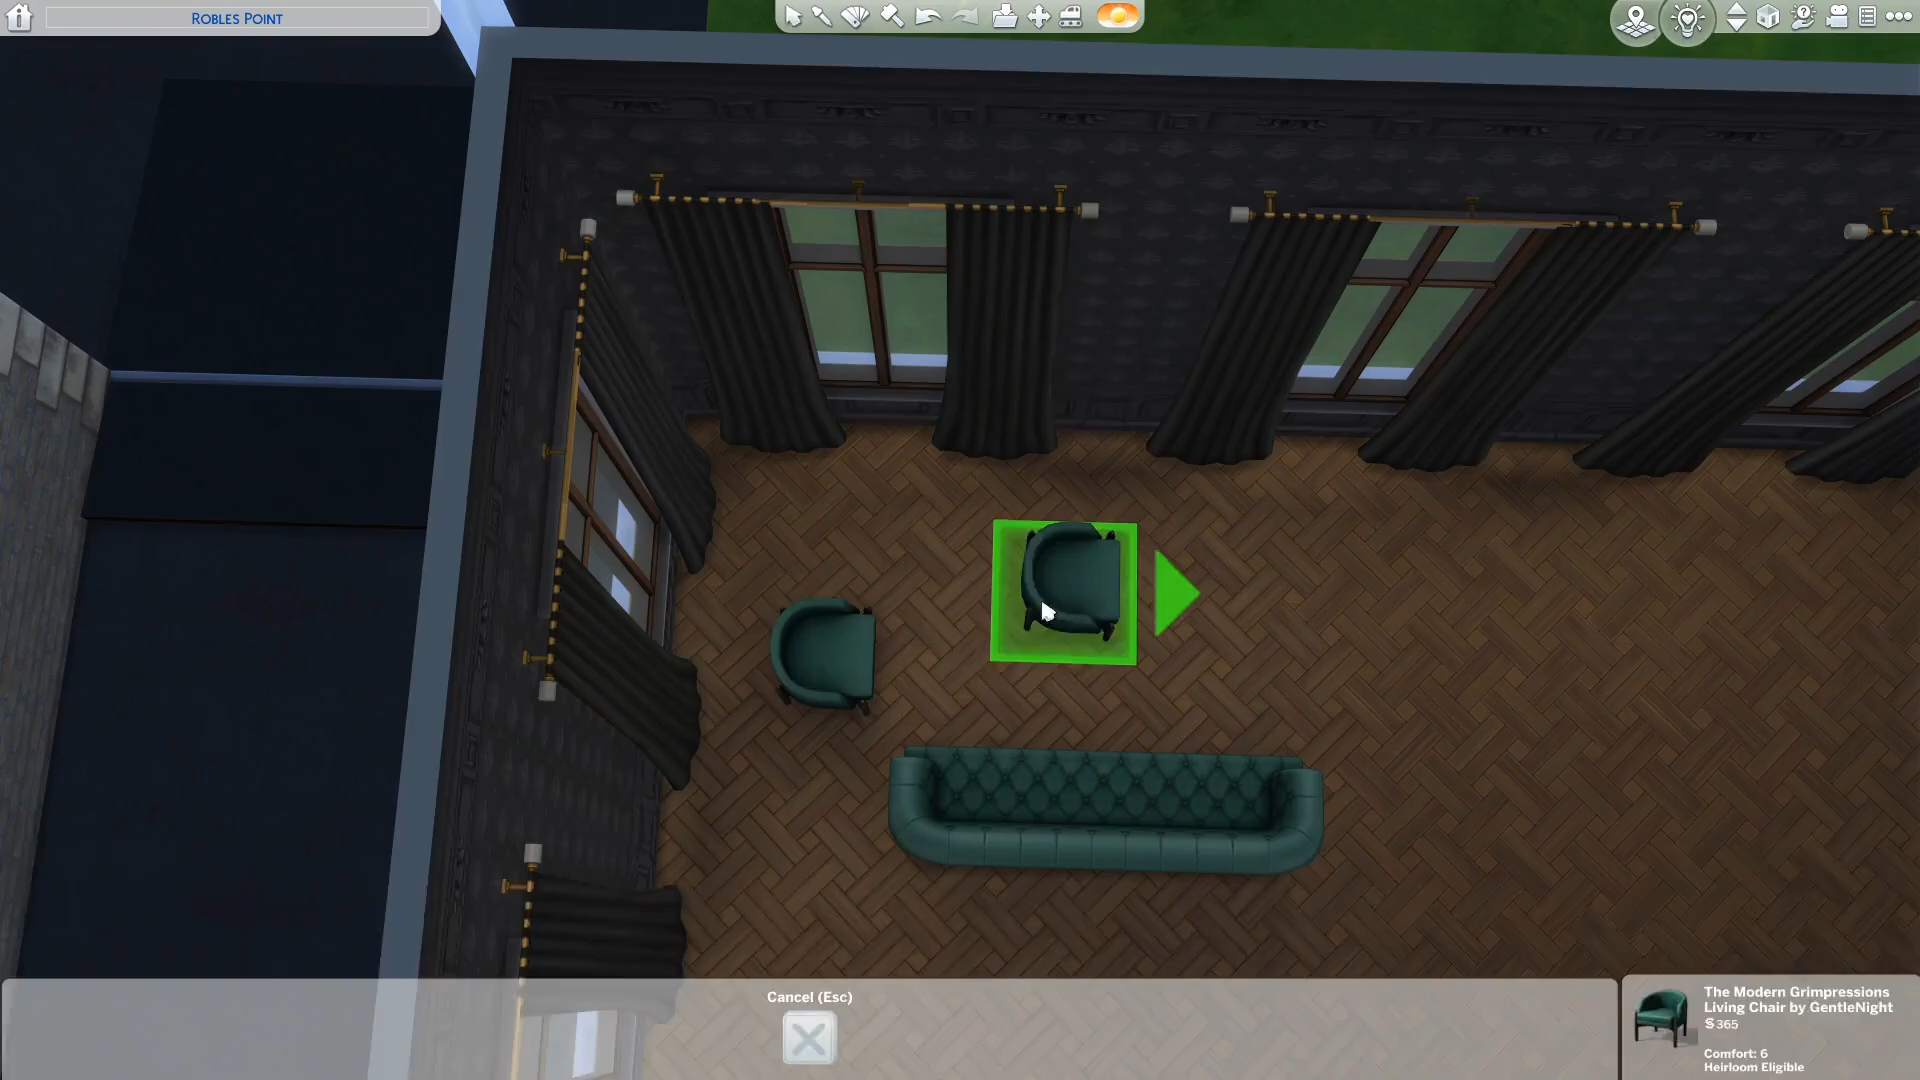 ROBLES POINT
Cancel (Esc)
The Modern Grimpressions
Living Chair by GentleNight
§365
Comfort: 6
Heirloom Eligible